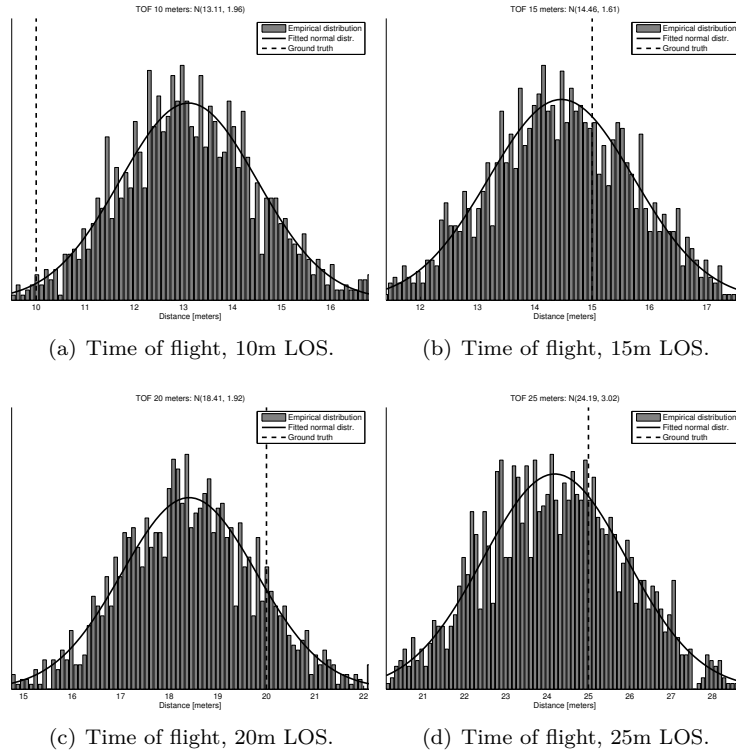 TOF 10 meters: N(13.11, 1.96)
Empirical distribution
Fitted normal distr.
Ground truth
10 11 12 13 14 15 16
Distance [meters]
(a) Time of flight, 10m LOS.
TOF 15 meters: N(14.46, 1.61)
Empirical distribution
Fitted normal distr.
Ground truth
12 13 14 15 16 17
Distance [meters]
(b) Time of flight, 15m LOS.
TOF 20 meters: N(18.41, 1.92)
Empirical distribution
Fitted normal distr.
Ground truth
15 16 17 18 19 20 21 22
Distance [meters]
(c) Time of flight, 20m LOS.
TOF 25 meters: N(24.19, 3.02)
Empirical distribution
Fitted normal distr.
Ground truth
21 22 23 24 25 26 27 28
Distance [meters]
(d) Time of flight, 25m LOS.